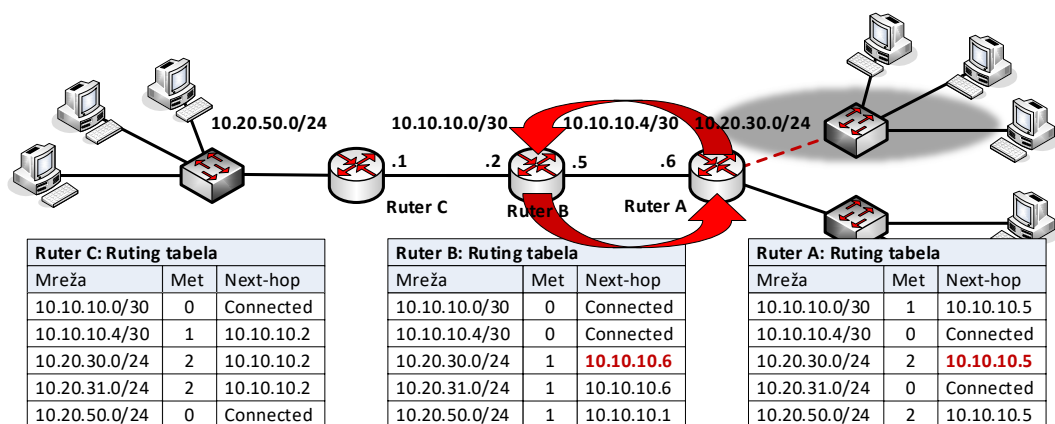 10.20.50.0/24
10.10.10.0/30
10.10.10.4/30
10.20.30.0/24
.1
.2
.5
.6
Ruter C
Ruter B
Ruter A
Ruter C: Ruting tabela
Mreža Met Next-hop
10.10.10.0/30 0 Connected
10.10.10.4/30 1 10.10.10.2
10.20.30.0/24 2 10.10.10.2
10.20.31.0/24 2 10.10.10.2
10.20.50.0/24 0 Connected
Ruter B: Ruting tabela
Mreža Met Next-hop
10.10.10.0/30 0 Connected
10.10.10.4/30 0 Connected
10.20.30.0/24 1 10.10.10.6
10.20.31.0/24 1 10.10.10.6
10.20.50.0/24 1 10.10.10.1
Ruter A: Ruting tabela
Mreža Met Next-hop
10.10.10.0/30 1 10.10.10.5
10.10.10.4/30 0 Connected
10.20.30.0/24 2 10.10.10.5
10.20.31.0/24 0 Connected
10.20.50.0/24 2 10.10.10.5